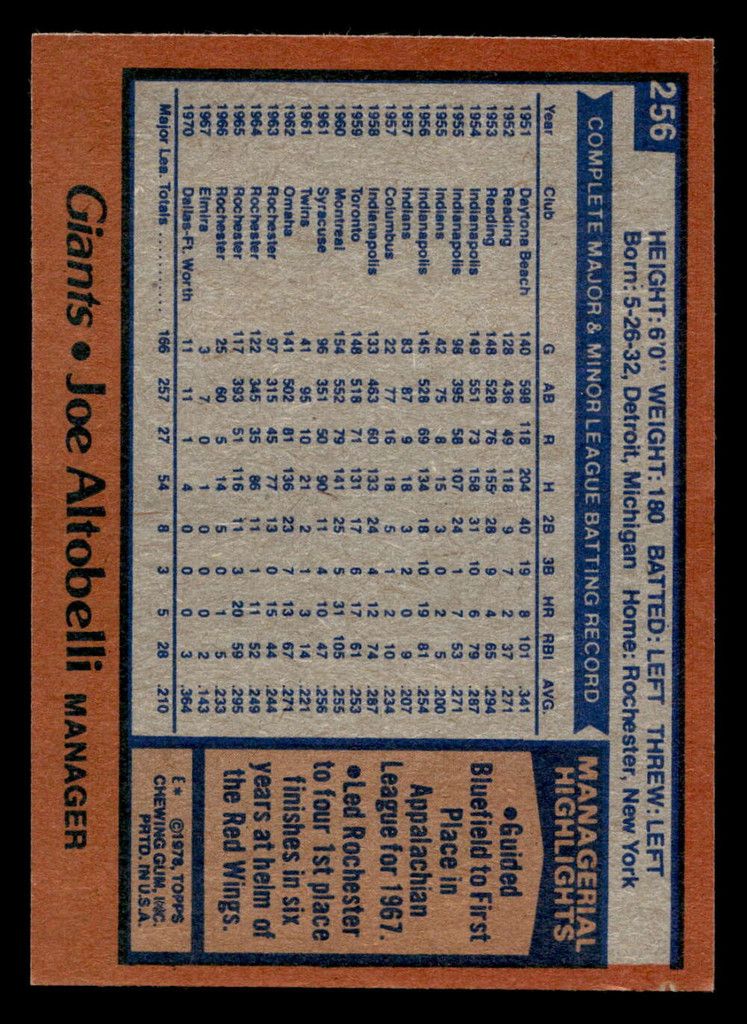 256
HEIGHT: 6'0" WEIGHT: 180 BATTED: LEFT THREW: LEFT
Born: 5-26-32, Detroit, Michigan Home: Rochester, New York
COMPLETE MAJOR & MINOR LEAGUE BATTING RECORD
Year Club G AB R H 2B 3B HR RBI AVG.
1951 Daytona Beach 140 598 118 204 40 19 8 101 .341
1952 Reading 128 436 49 118 9 7 2 37 .271
1953 Reading 148 528 76 155 28 9 4 65 .294
1954 Indianapolis 149 551 73 158 31 10 6 79 .287
1955 Indianapolis 98 395 58 107 24 1 7 53 .271
1955 Indians 42 75 8 15 3 0 2 5 .200
1956 Indianapolis 145 528 69 134 18 10 19 81 .254
1957 Indians 83 87 9 18 3 2 0 9 .207
1957 Columbus 22 77 16 18 5 1 2 10 .234
1958 Indianapolis 133 463 60 133 24 4 12 74 .287
1959 Toronto 148 518 71 131 17 6 17 61 .253
1960 Montreal 154 552 79 141 25 5 31 105 .255
1961 Syracuse 96 351 50 90 11 4 10 47 .256
1961 Twins 41 95 10 21 2 1 3 14 .221
1962 Omaha 141 502 81 136 23 7 13 67 .271
1963 Rochester 97 315 45 77 13 0 15 44 .244
1964 Rochester 122 345 35 86 11 1 11 52 .249
1965 Rochester 117 393 51 116 11 3 20 59 .295
1966 Rochester 25 60 5 14 5 0 1 5 .233
1967 Elmira 3 7 0 1 0 0 0 2 .143
1970 Dallas-Ft. Worth 11 11 1 4 0 0 0 3 .364
Major Lea. Totals ........... 166 257 27 54 8 3 5 28 .210
MANAGERIAL
HIGHLIGHTS
•Guided
Bluefield to First
Place in
Appalachian
League for 1967.
•Led Rochester
to four 1st place
finishes in six
years at helm of
the Red Wings.
E* ©1978, TOPPS
CHEWING GUM, INC.
PRTD. IN U.S.A.
Giants • Joe Altobelli MANAGER